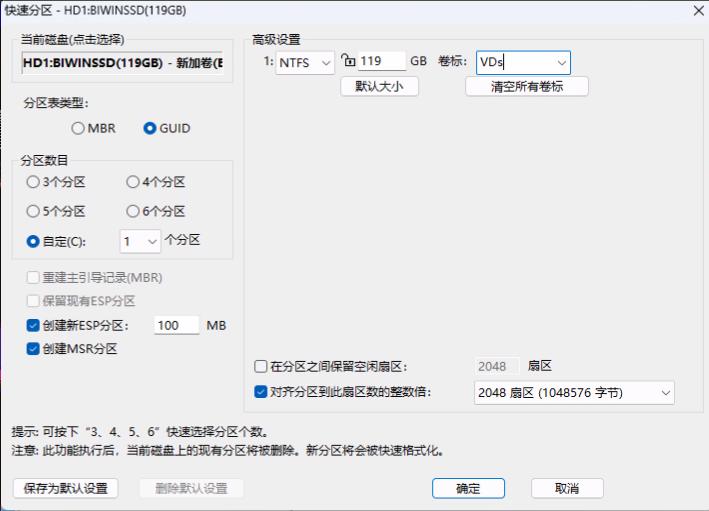 快速分区 - HD1:BIWINSSD(119GB)
当前磁盘(点击选择)
HD1:BIWINSSD(119GB) - 新加卷(E
分区表类型:
MBR
GUID
分区数目
3个分区
4个分区
5个分区
6个分区
自定(C):
1
个分区
重建主引导记录(MBR)
保留现有ESP分区
创建新ESP分区:
100
MB
创建MSR分区
高级设置
1:
NTFS
119
GB
卷标:
VDs
默认大小
清空所有卷标
在分区之间保留空闲扇区:
2048
扇区
对齐分区到此扇区数的整数倍:
2048 扇区 (1048576 字节)
提示: 可按下“3、4、5、6”快速选择分区个数。
注意: 此功能执行后，当前磁盘上的现有分区将被删除。新分区将会被快速格式化。
保存为默认设置
删除默认设置
确定
取消